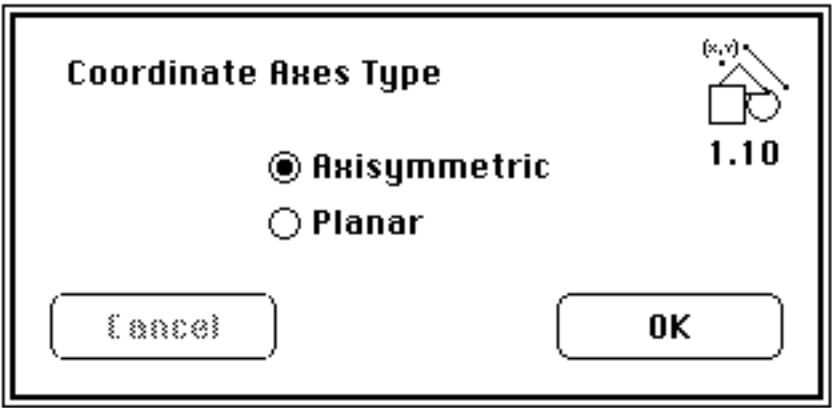 (X,Y)
Coordinate Axes Type
1.10
Axisymmetric
Planar
Cancel
OK